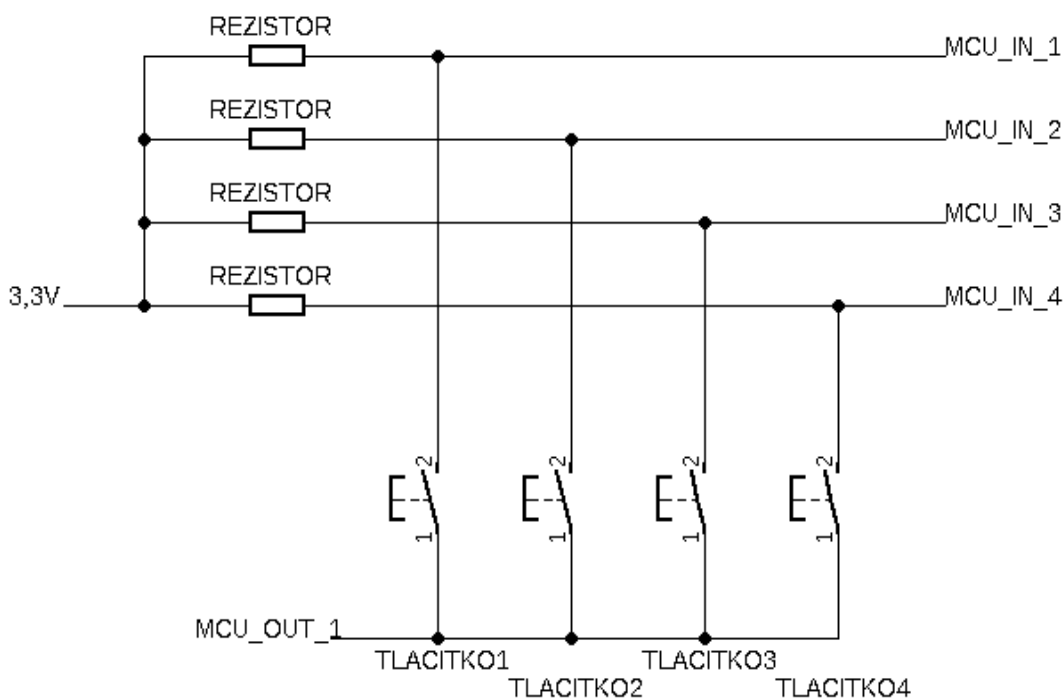 REZISTOR
MCU_IN_1
REZISTOR
MCU_IN_2
REZISTOR
MCU_IN_3
REZISTOR
3,3V
MCU_IN_4
2
2
2
2
1
1
1
1
MCU_OUT_1
TLACITKO1
TLACITKO3
TLACITKO2
TLACITKO4